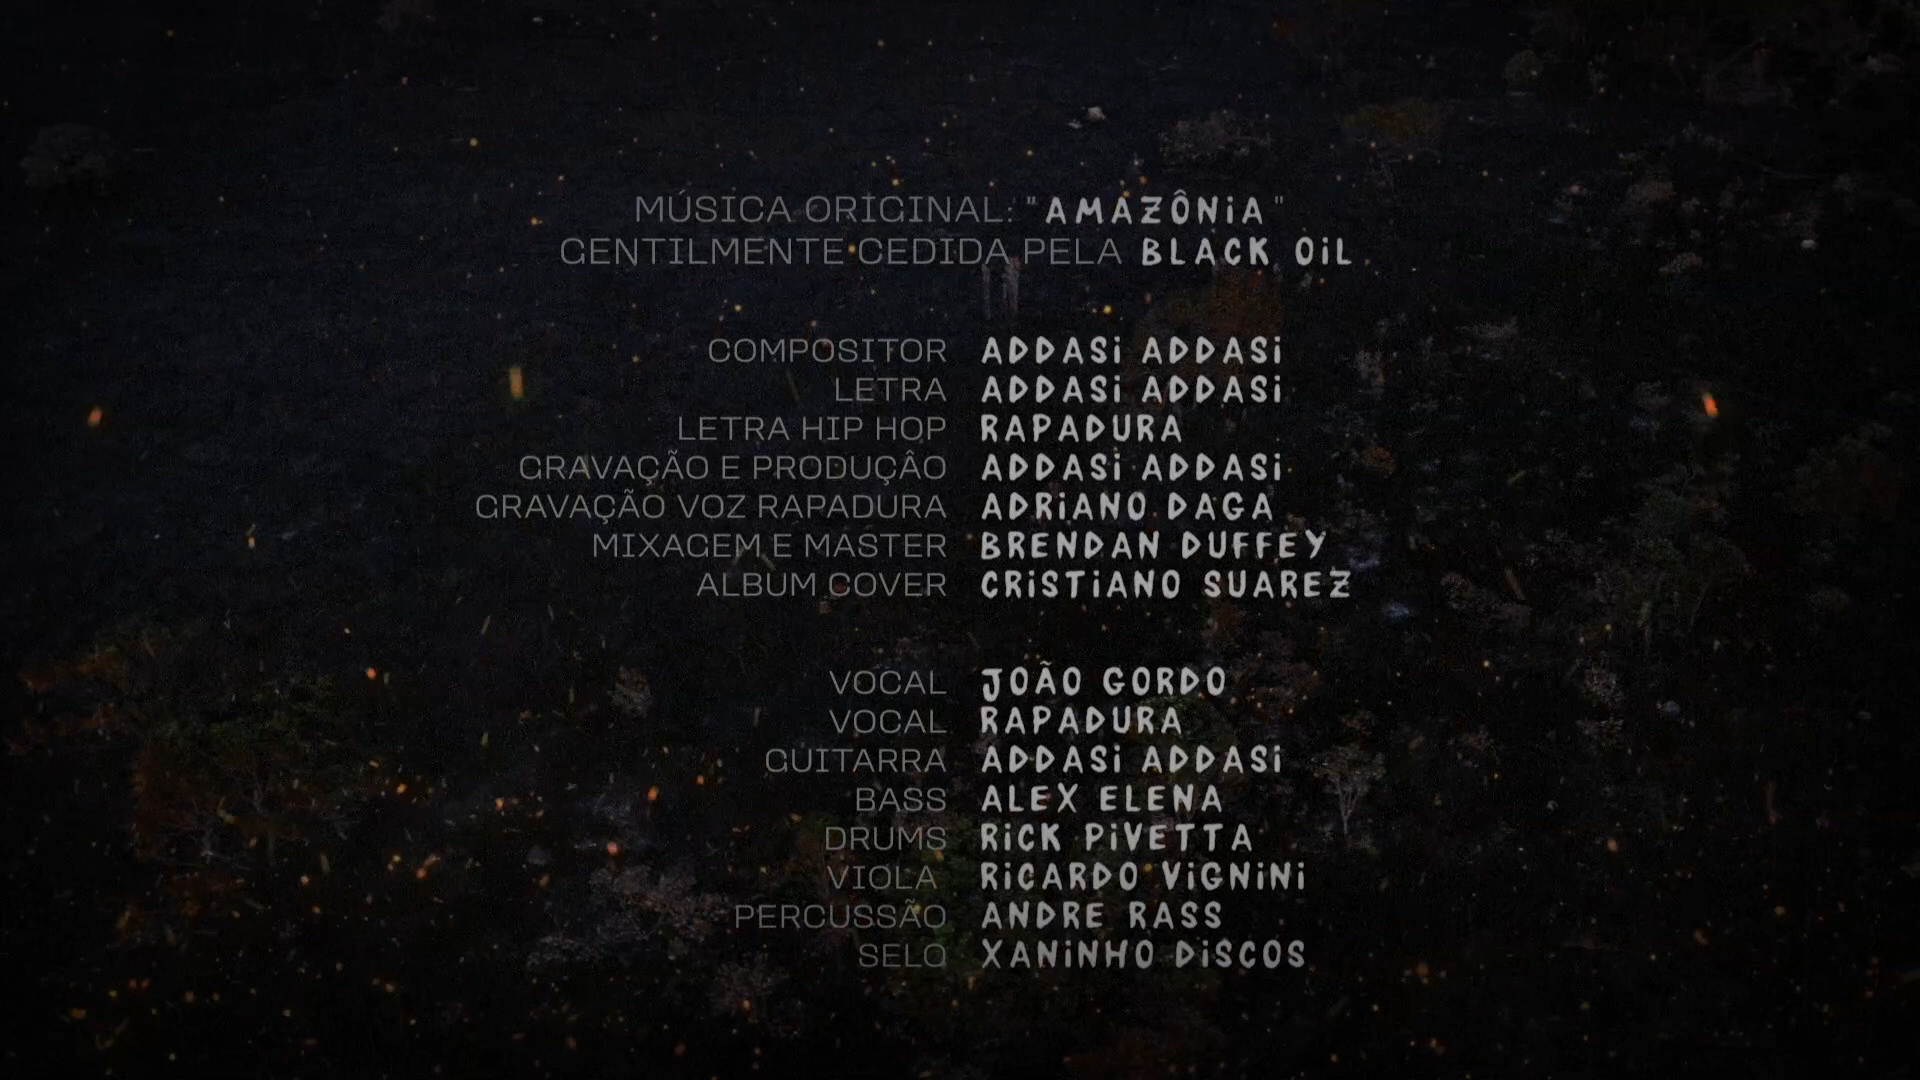 MÚSICA ORIGINAL: "AMAZÔNiA"
GENTILMENTE CEDIDA PELA BLACK OiL
COMPOSITOR ADDASi ADDASi
LETRA ADDASi ADDASi
LETRA HIP HOP RAPADURA
GRAVAÇÃO E PRODUÇÂO ADDASi ADDASi
GRAVAÇÃO VOZ RAPADURA ADRiANO DAGA
MIXAGEM E MASTER BRENDAN DUFFEY
ALBUM COVER CRiSTiANO SUAREZ
VOCAL JOÃO GORDO
VOCAL RAPADURA
GUITARRA ADDASi ADDASi
BASS ALEX ELENA
DRUMS RiCK PiVETTA
VIOLA RiCARDO ViGNiNi
PERCUSSÃO ANDRE RASS
SELO XANiNHO DiSCOS